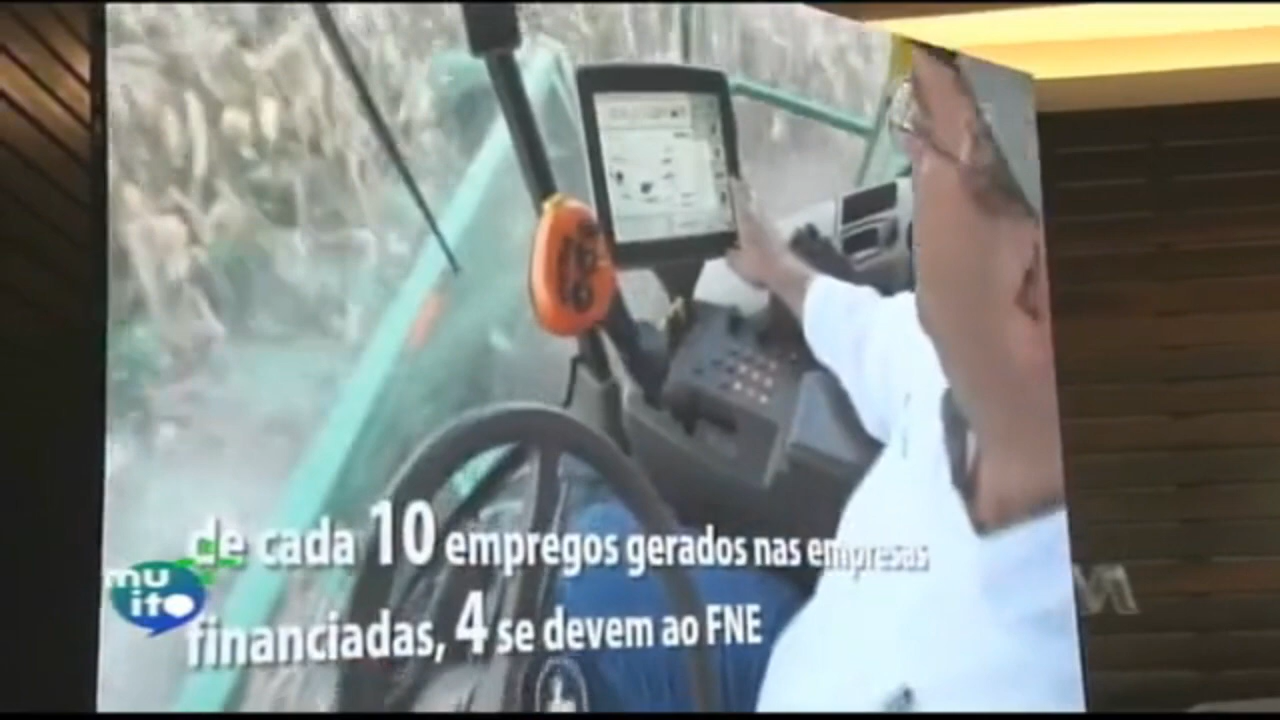 de cada 10 empregos gerados nas empresas
financiadas, 4 se devem ao FNE
mu
ito